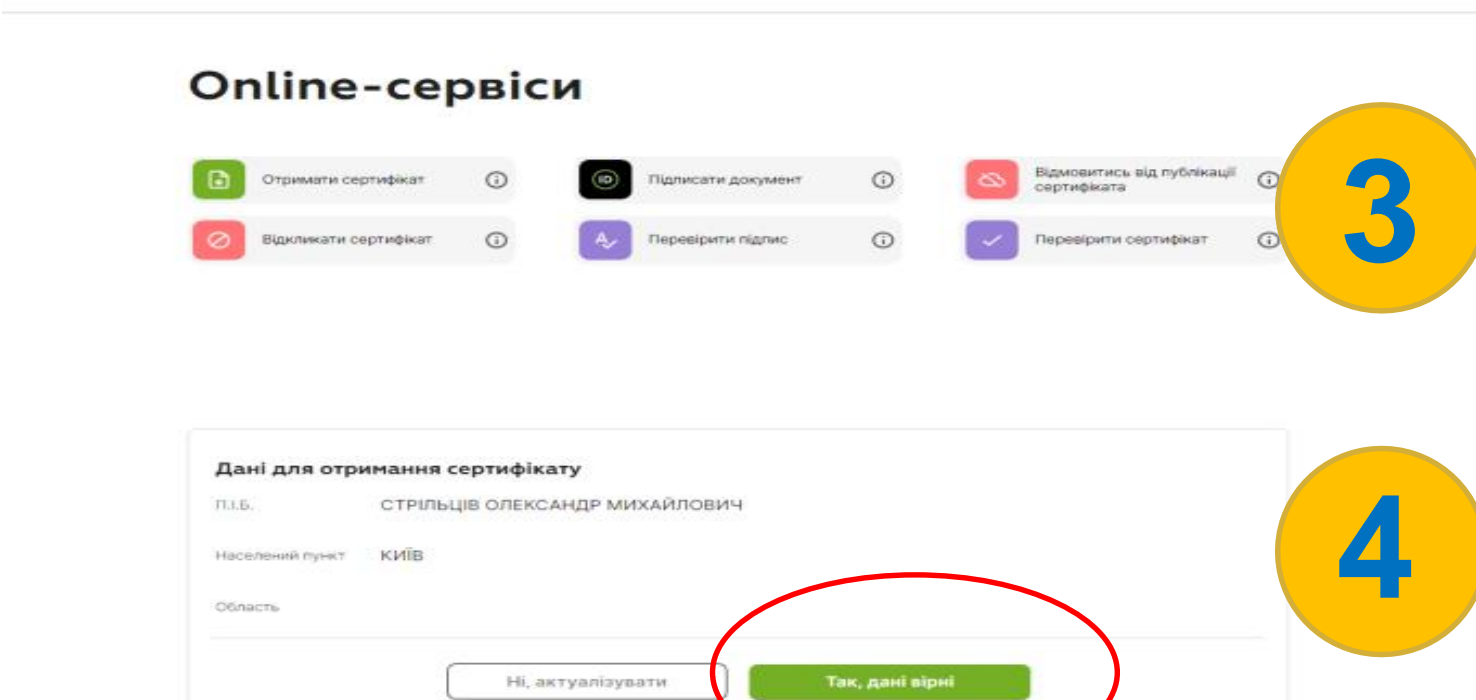 Online-сервіси
Отримати сертифікат
Підписати документ
Відмовитись від публікації
сертифіката
3
Відкликати сертифікат
Перевірити підпис
Перевірити сертифікат
Дані для отримання сертифікату
П.І.Б. СТРІЛЬЦІВ ОЛЕКСАНДР МИХАЙЛОВИЧ
4
Населений пункт КИЇВ
Область
Ні, актуалізувати
Так, дані вірні